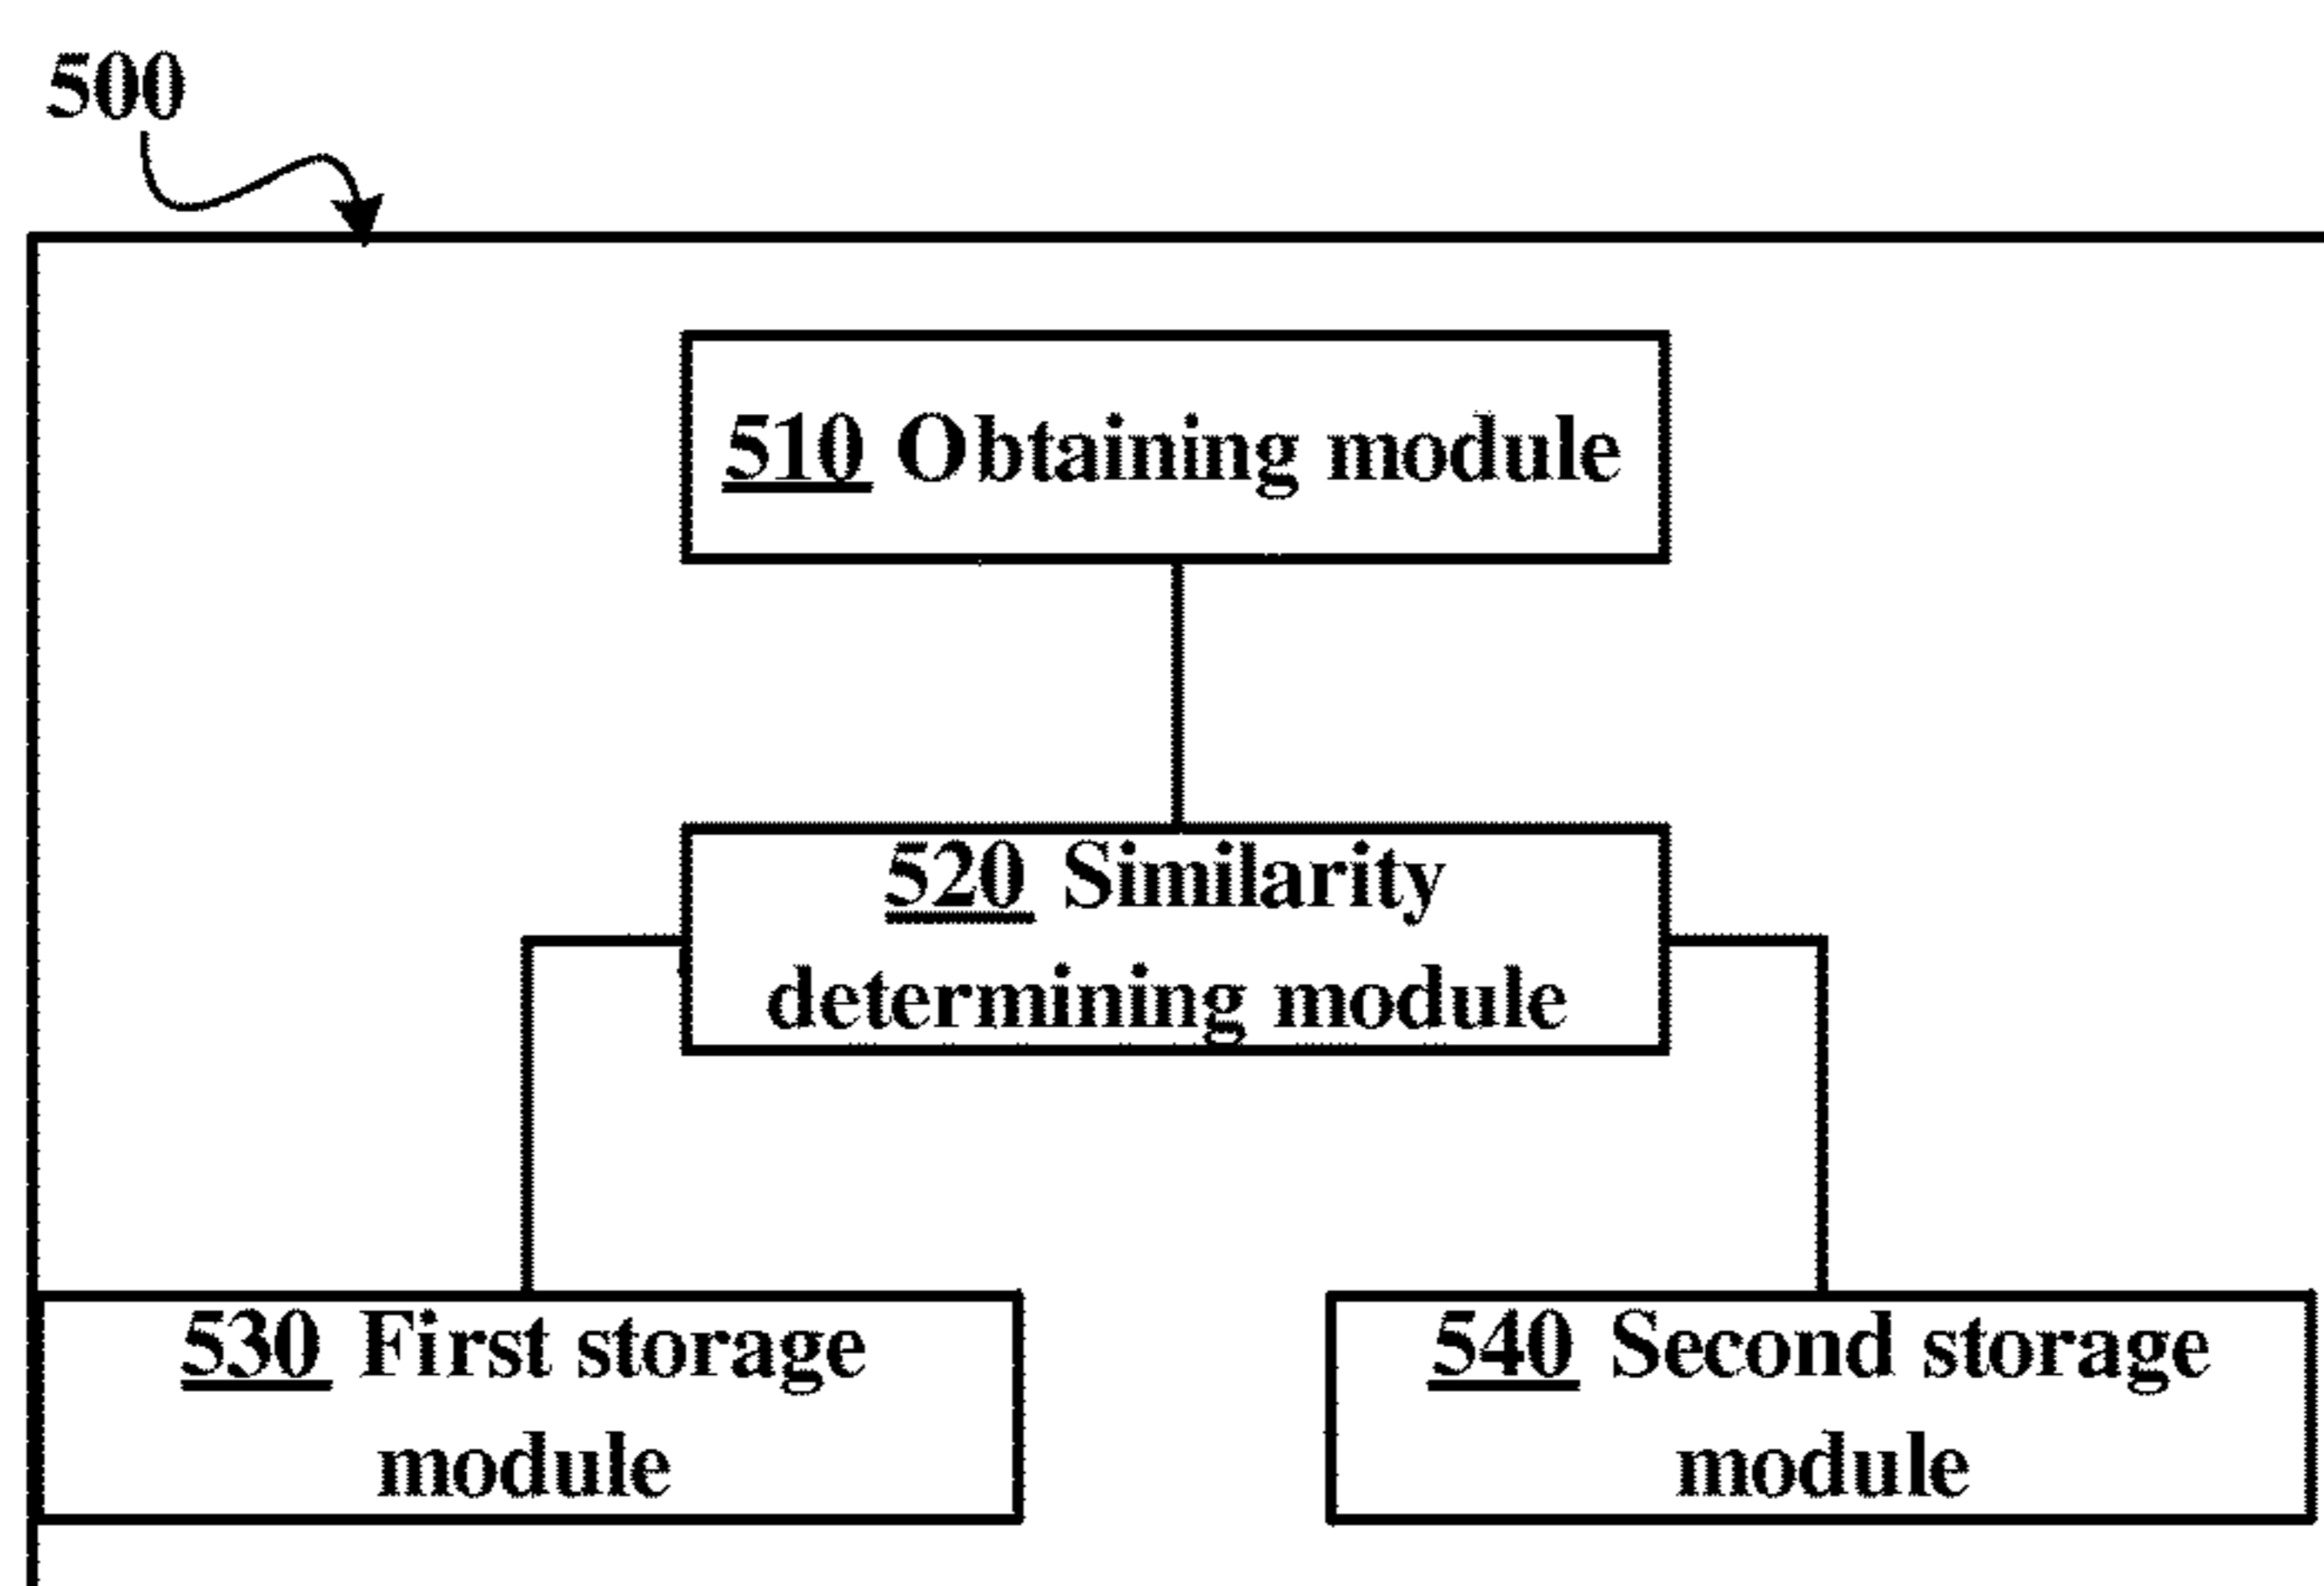 500
510 Obtaining module
520 Similarity
determining module
530 First storage
module
540 Second storage
module